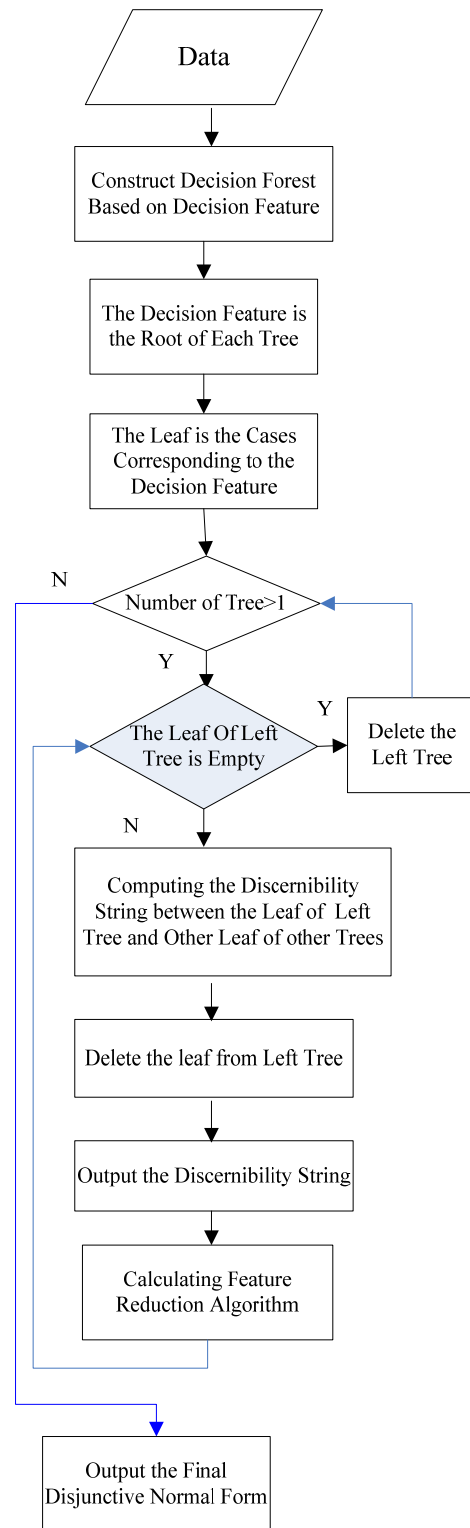 Data
Construct Decision Forest
Based on Decision Feature
The Decision Feature is
the Root of Each Tree
The Leaf is the Cases
Corresponding to the
Decision Feature
N
Number of Tree>1
Y
The Leaf Of Left
Tree is Empty
Y
Delete the
Left Tree
N
Computing the Discernibility
String between the Leaf of Left
Tree and Other Leaf of other Trees
Delete the leaf from Left Tree
Output the Discernibility String
Calculating Feature
Reduction Algorithm
Output the Final
Disjunctive Normal Form